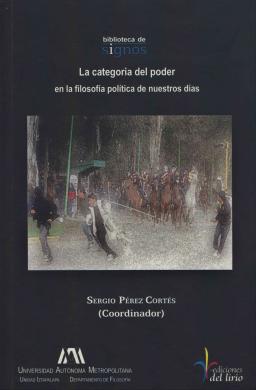 biblioteca de
signos
La categoría del poder
en la filosofía política de nuestros días
SERGIO PÉREZ CORTÉS
(Coordinador)
UNIVERSIDAD AUTÓNOMA METROPOLITANA
UNIDAD IZTAPALAPA DEPARTAMENTO DE FILOSOFÍA
ediciones
del lirio